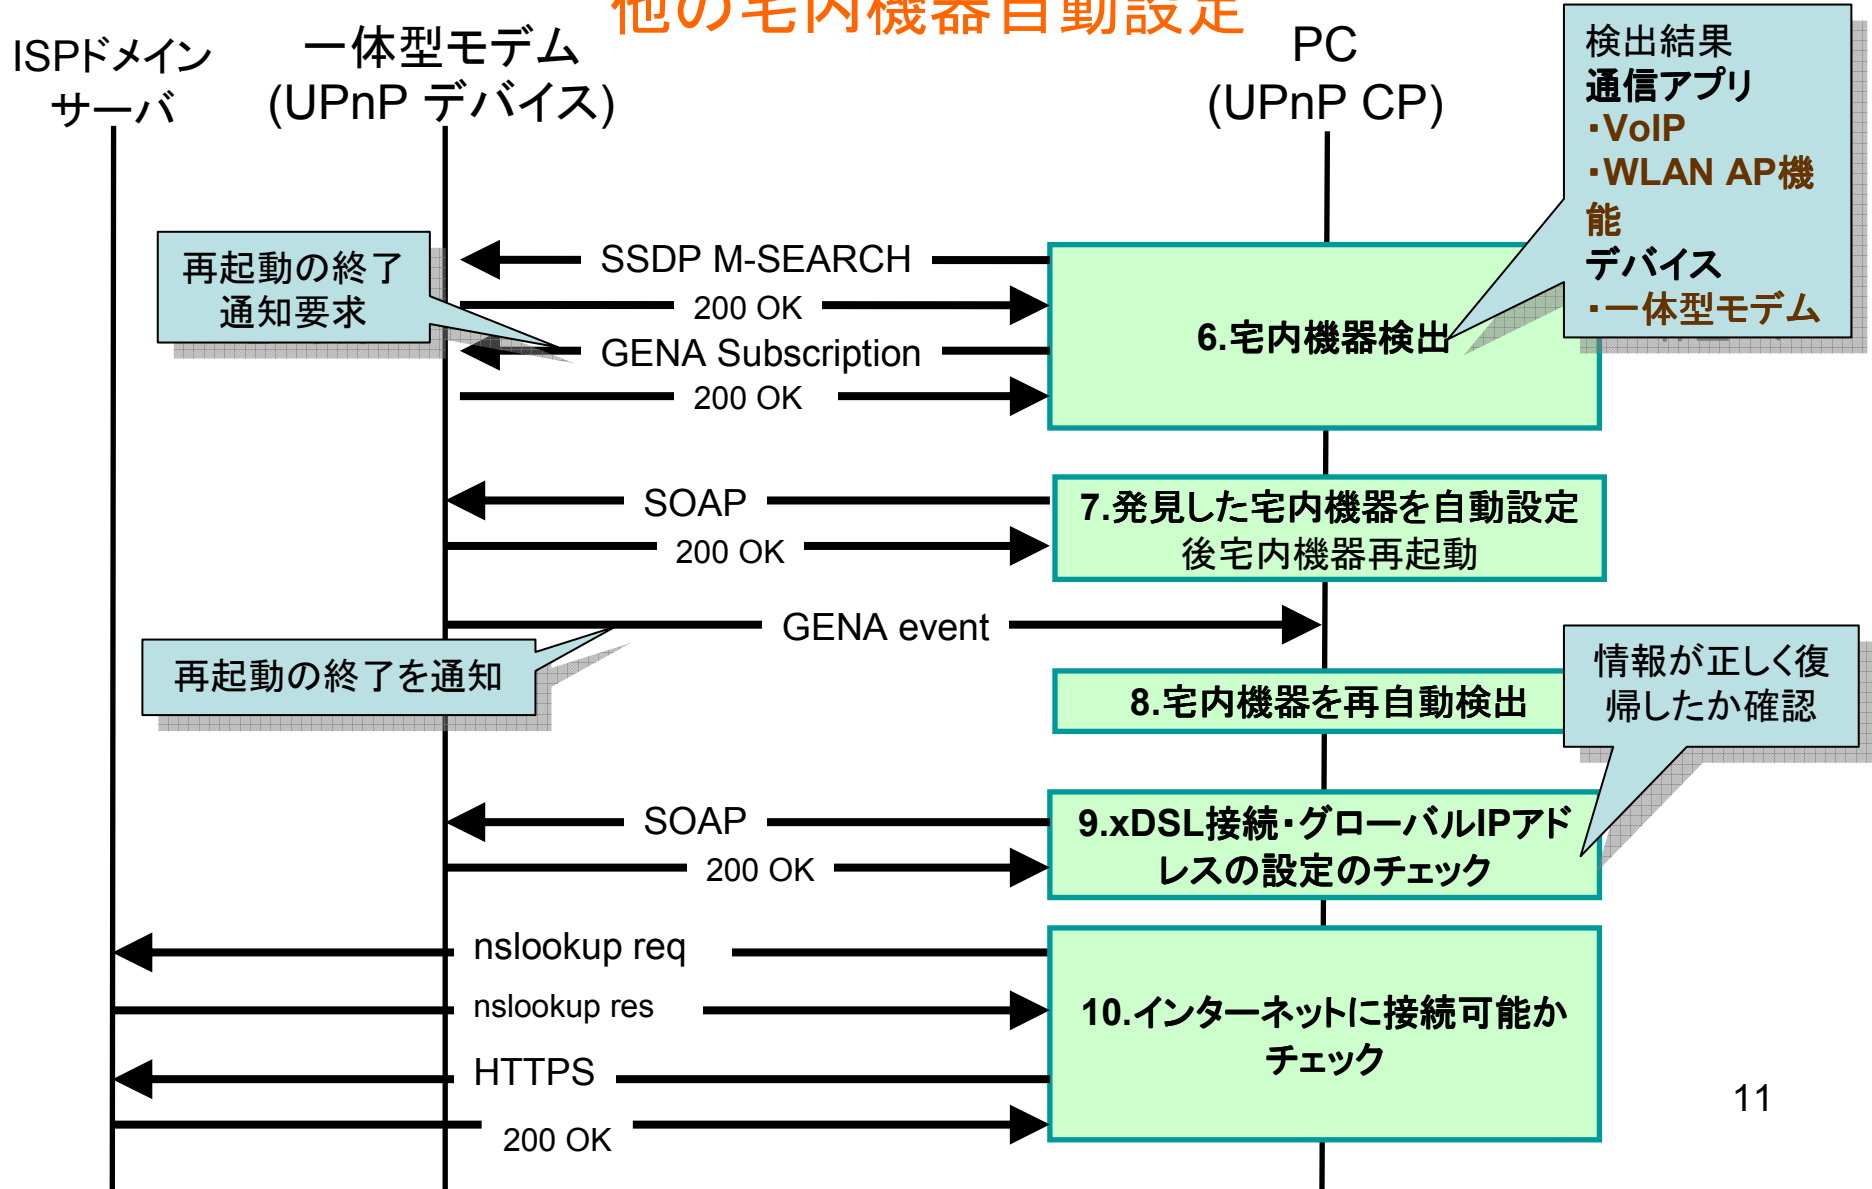 他の宅内機器自動設定
ISPドメイン
サーバ
一体型モデム
(UPnP デバイス)
PC
(UPnP CP)
検出結果
通信アプリ
・VoIP
・WLAN AP機
能
デバイス
・一体型モデム
再起動の終了
通知要求
SSDP M-SEARCH
200 OK
GENA Subscription
200 OK
6.宅内機器検出
SOAP
200 OK
7.発見した宅内機器を自動設定
後宅内機器再起動
GENA event
再起動の終了を通知
8.宅内機器を再自動検出
情報が正しく復
帰したか確認
SOAP
200 OK
9.xDSL接続・グローバルIPアド
レスの設定のチェック
nslookup req
nslookup res
HTTPS
200 OK
10.インターネットに接続可能か
チェック
11